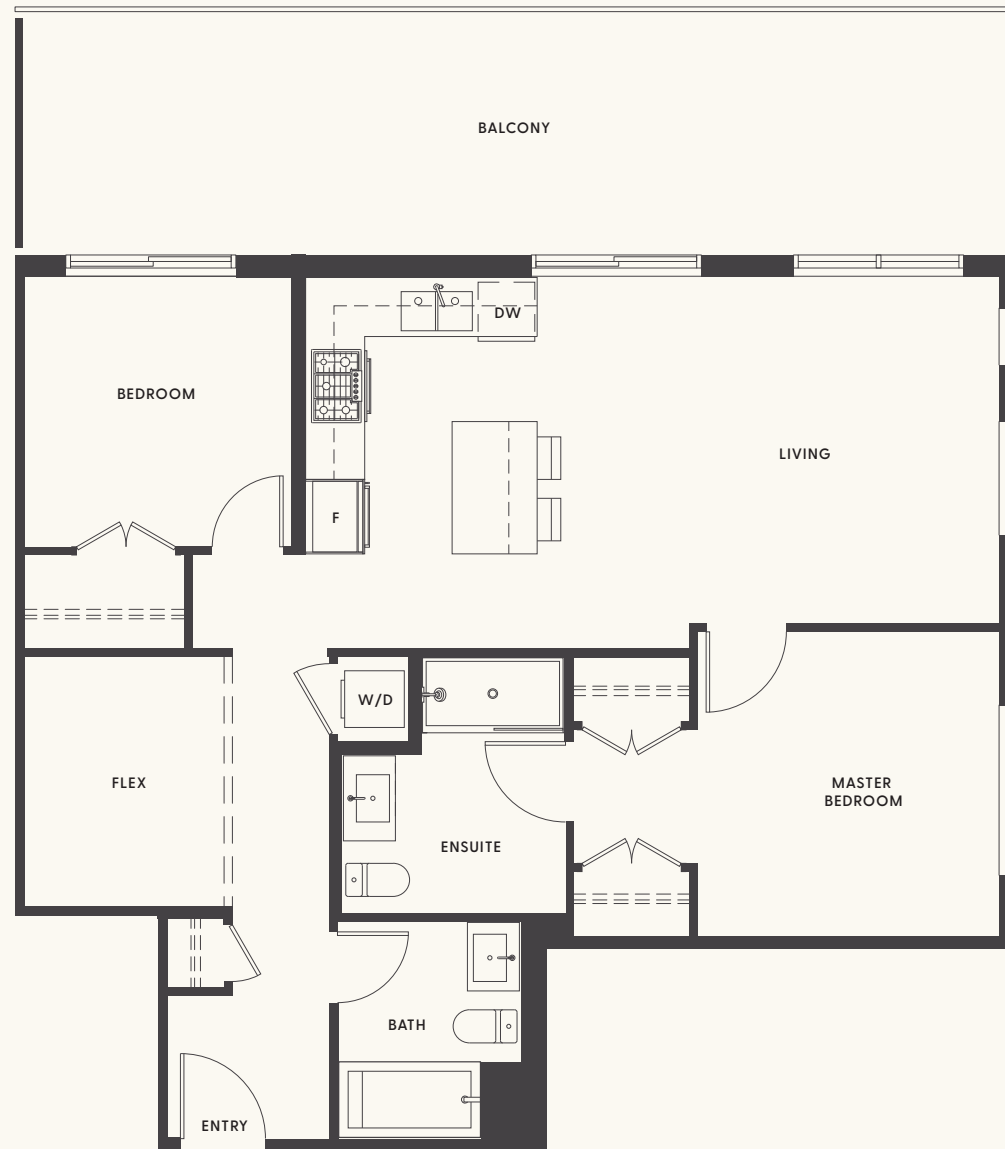 BALCONY
DW
BEDROOM
LIVING
F
W/D
FLEX
MASTER
BEDROOM
ENSUITE
BATH
ENTRY